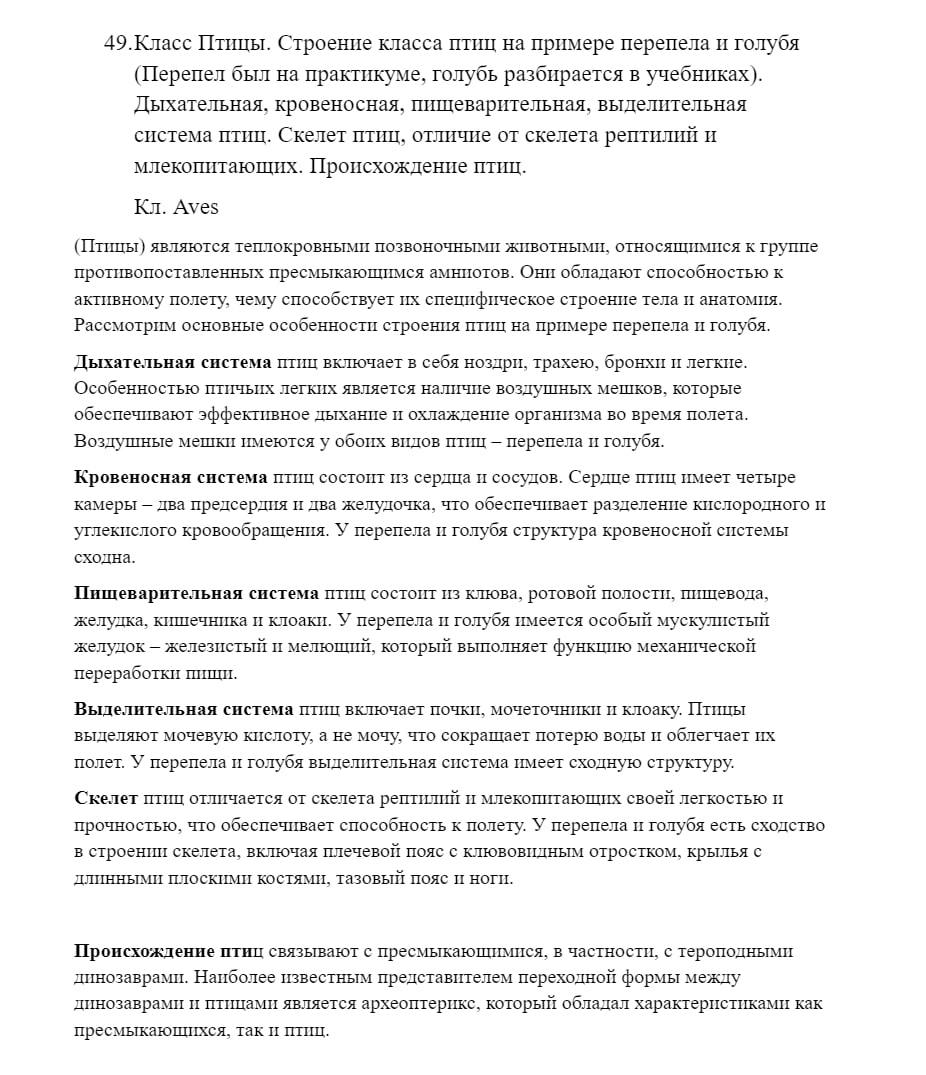 49.Класс Птицы. Строение класса птиц на примере перепела и голубя
(Перепел был на практикуме, голубь разбирается в учебниках).
Дыхательная, кровеносная, пищеварительная, выделительная
система птиц. Скелет птиц, отличие от скелета рептилий и
млекопитающих. Происхождение птиц.
Кл. Aves
(Птицы) являются теплокровными позвоночными животными, относящимися к группе
противопоставленных пресмыкающимся амниотов. Они обладают способностью к
активному полету, чему способствует их специфическое строение тела и анатомия.
Рассмотрим основные особенности строения птиц на примере перепела и голубя.
Дыхательная система птиц включает в себя ноздри, трахею, бронхи и легкие.
Особенностью птичьих легких является наличие воздушных мешков, которые
обеспечивают эффективное дыхание и охлаждение организма во время полета.
Воздушные мешки имеются у обоих видов птиц – перепела и голубя.
Кровеносная система птиц состоит из сердца и сосудов. Сердце птиц имеет четыре
камеры – два предсердия и два желудочка, что обеспечивает разделение кислородного и
углекислого кровообращения. У перепела и голубя структура кровеносной системы
сходна.
Пищеварительная система птиц состоит из клюва, ротовой полости, пищевода,
желудка, кишечника и клоаки. У перепела и голубя имеется особый мускулистый
желудок – железистый и мелющий, который выполняет функцию механической
переработки пищи.
Выделительная система птиц включает почки, мочеточники и клоаку. Птицы
выделяют мочевую кислоту, а не мочу, что сокращает потерю воды и облегчает их
полет. У перепела и голубя выделительная система имеет сходную структуру.
Скелет птиц отличается от скелета рептилий и млекопитающих своей легкостью и
прочностью, что обеспечивает способность к полету. У перепела и голубя есть сходство
в строении скелета, включая плечевой пояс с клювовидным отростком, крылья с
длинными плоскими костями, тазовый пояс и ноги.
Происхождение птиц связывают с пресмыкающимися, в частности, с тероподными
динозаврами. Наиболее известным представителем переходной формы между
динозаврами и птицами является археоптерикс, который обладал характеристиками как
пресмыкающихся, так и птиц.